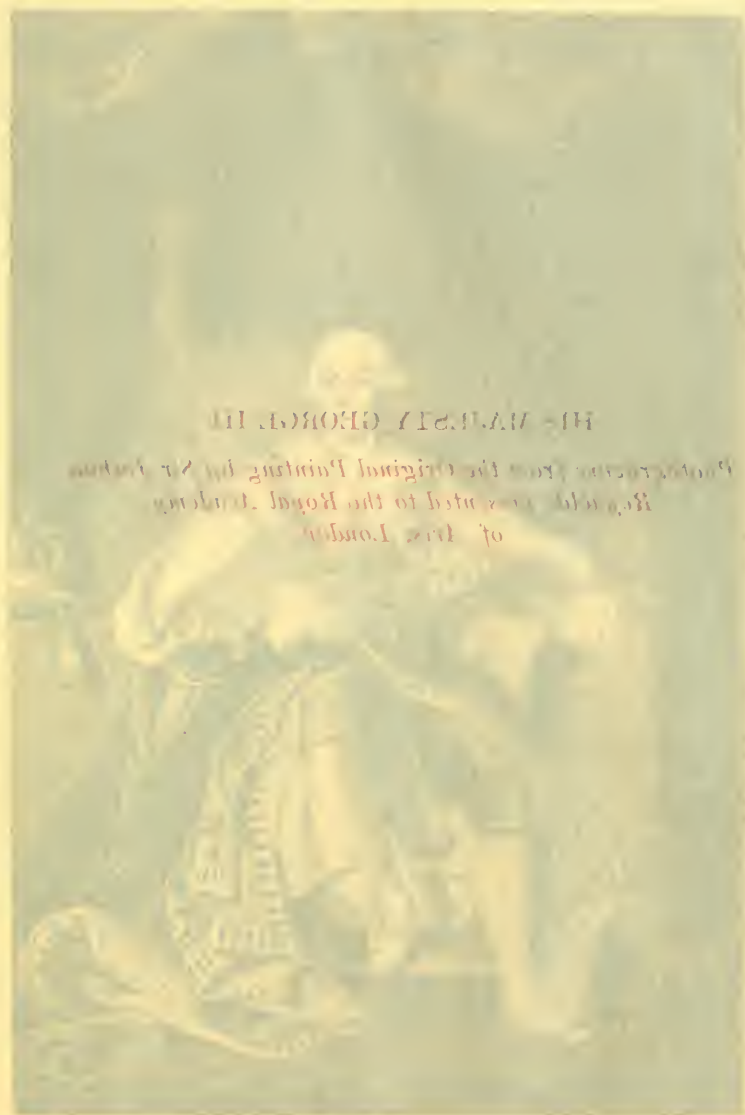 HIS MAJESTY GEORGE III.
Photogravure from the Original Painting by Sir Joshua
Reynolds, presented to the Royal Academy
of Arts, London